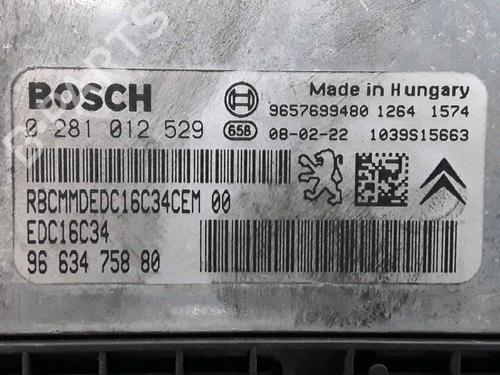 BOSCH
Made in Hungary
9657699480 1264 1574
0 281 012 529
658 08-02-22 1039S15663
RBCMMDEDC16C34CEM 00
EDC16C34
96 634 758 80